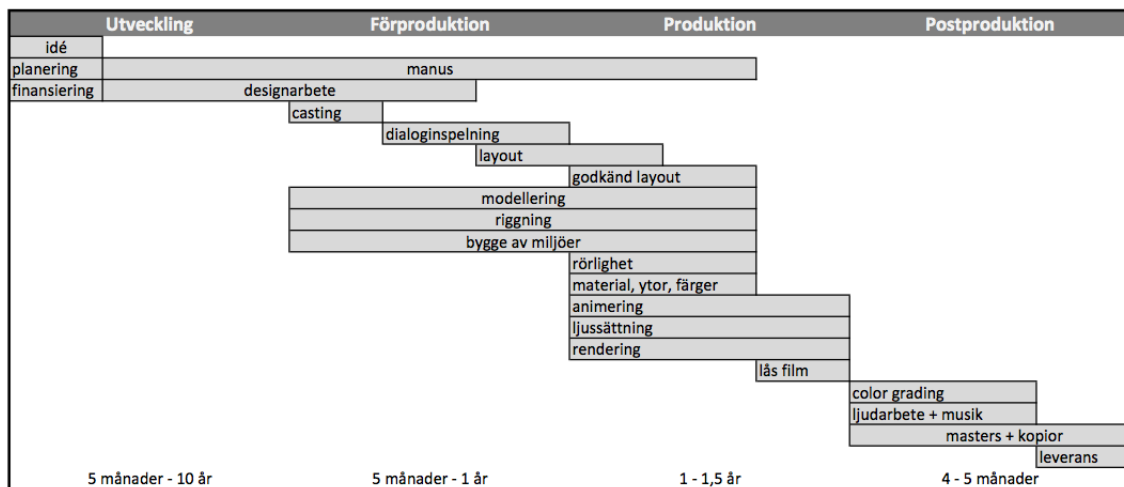 Utveckling Förproduktion Produktion Postproduktion
idé
planering manus
finansiering designarbete
casting
dialoginspelning
layout
godkänd layout
modellering
riggning
bygge av miljöer
rörlighet
material, ytor, färger
animering
ljussättning
rendering
lås film
color grading
ljudarbete + musik
masters + kopior
leverans
5 månader - 10 år 5 månader - 1 år 1 - 1,5 år 4 - 5 månader